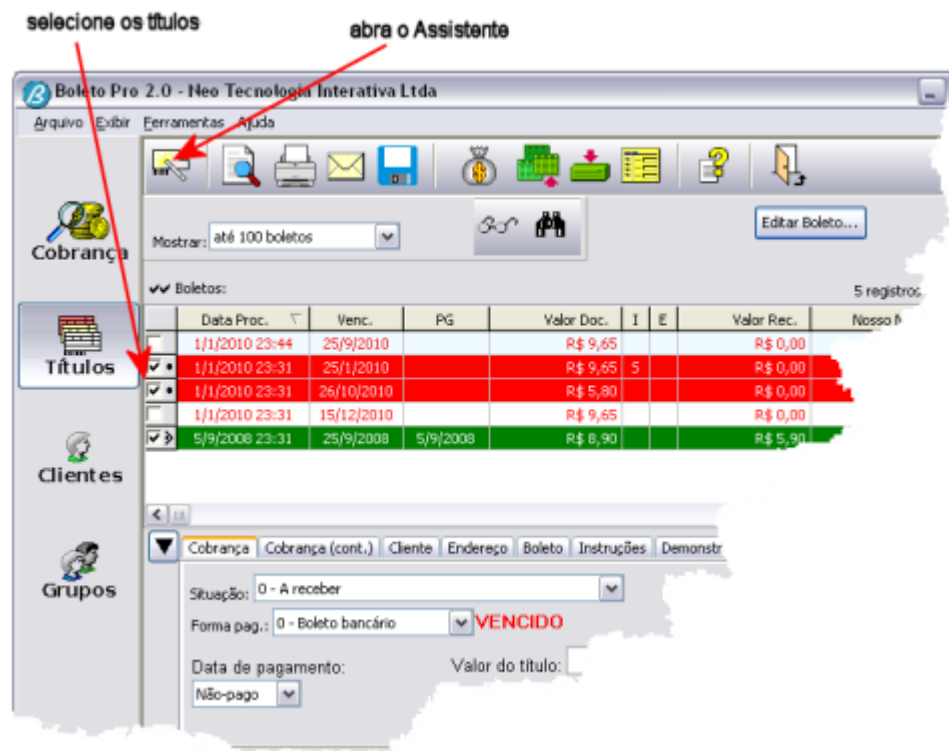 selecione os títulos
abra o Assistente
Boleto Pro 2.0 - Neo Tecnologia Interativa Ltda
Arquivo Exibir Ferramentas Ajuda
Cobrança
Mostrar: até 100 boletos
Editar Boleto...
Boletos:
5 registros
Data Proc. Venc. PG Valor Doc. I E Valor Rec. Nosso N
1/1/2010 23:44 25/9/2010 R$ 9,65 R$ 0,00
Títulos
1/1/2010 23:31 25/1/2010 R$ 9,65 S R$ 0,00
1/1/2010 23:31 26/10/2010 R$ 5,80 R$ 0,00
1/1/2010 23:31 15/12/2010 R$ 9,65 R$ 0,00
5/9/2008 23:31 25/9/2008 5/9/2008 R$ 8,90 R$ 5,90
Clientes
Cobrança Cobrança (cont.) Cliente Endereço Boleto Instruções Demonstr
Grupos
Situação: 0 - A receber
Forma pag.: 0 - Boleto bancário VENCIDO
Data de pagamento: Valor do título:
Não-pago